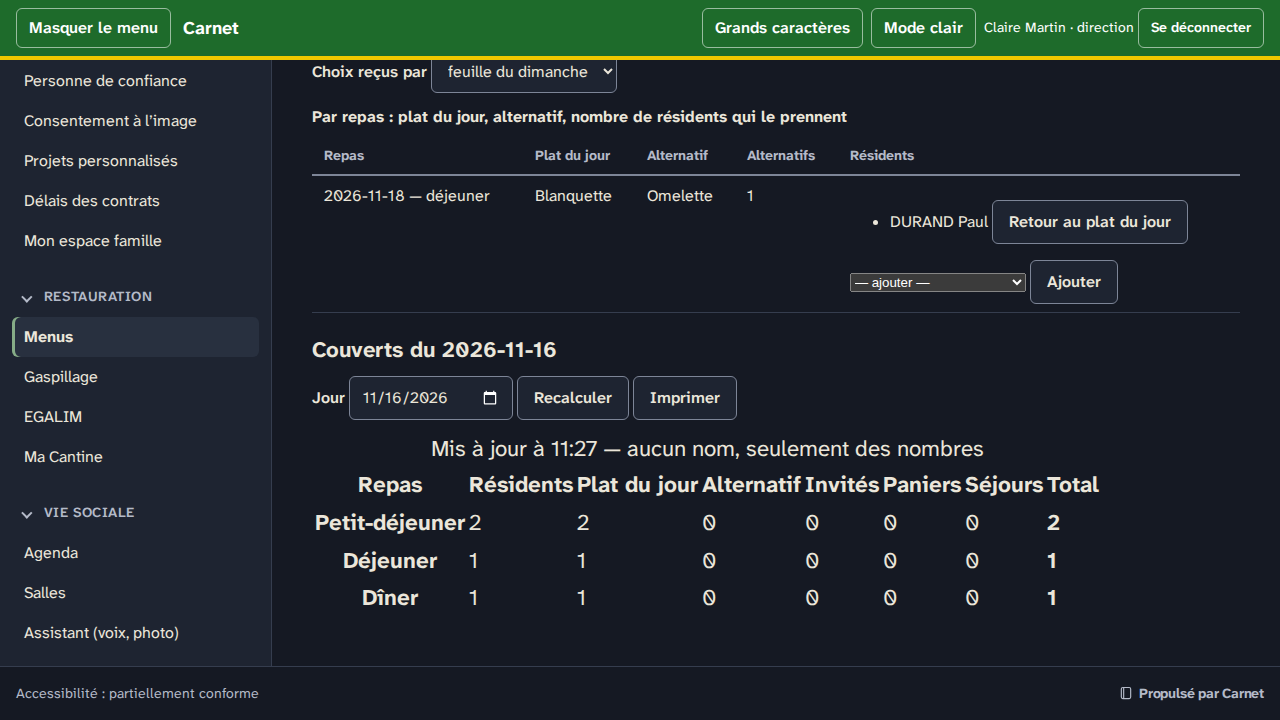 Masquer le menu Carnet Grands caractères Mode clair Claire Martin · direction Se déconnecter
Personne de confiance
Consentement à l'image
Projets personnalisés
Délais des contrats
Mon espace famille
RESTAURATION
Menus
Gaspillage
EGALIM
Ma Cantine
VIE SOCIALE
Agenda
Salles
Assistant (voix, photo)
Choix reçus par feuille du dimanche
Par repas : plat du jour, alternatif, nombre de résidents qui le prennent
Repas Plat du jour Alternatif Alternatifs Résidents
2026-11-18 — déjeuner Blanquette Omelette 1
• DURAND Paul Retour au plat du jour
— ajouter — Ajouter
Couverts du 2026-11-16
Jour 11/16/2026 Recalculer Imprimer
Mis à jour à 11:27 — aucun nom, seulement des nombres
Repas Résidents Plat du jour Alternatif Invités Paniers Séjours Total
Petit-déjeuner 2 2 0 0 0 0 2
Déjeuner 1 1 0 0 0 0 1
Dîner 1 1 0 0 0 0 1
Accessibilité : partiellement conforme Propulsé par Carnet